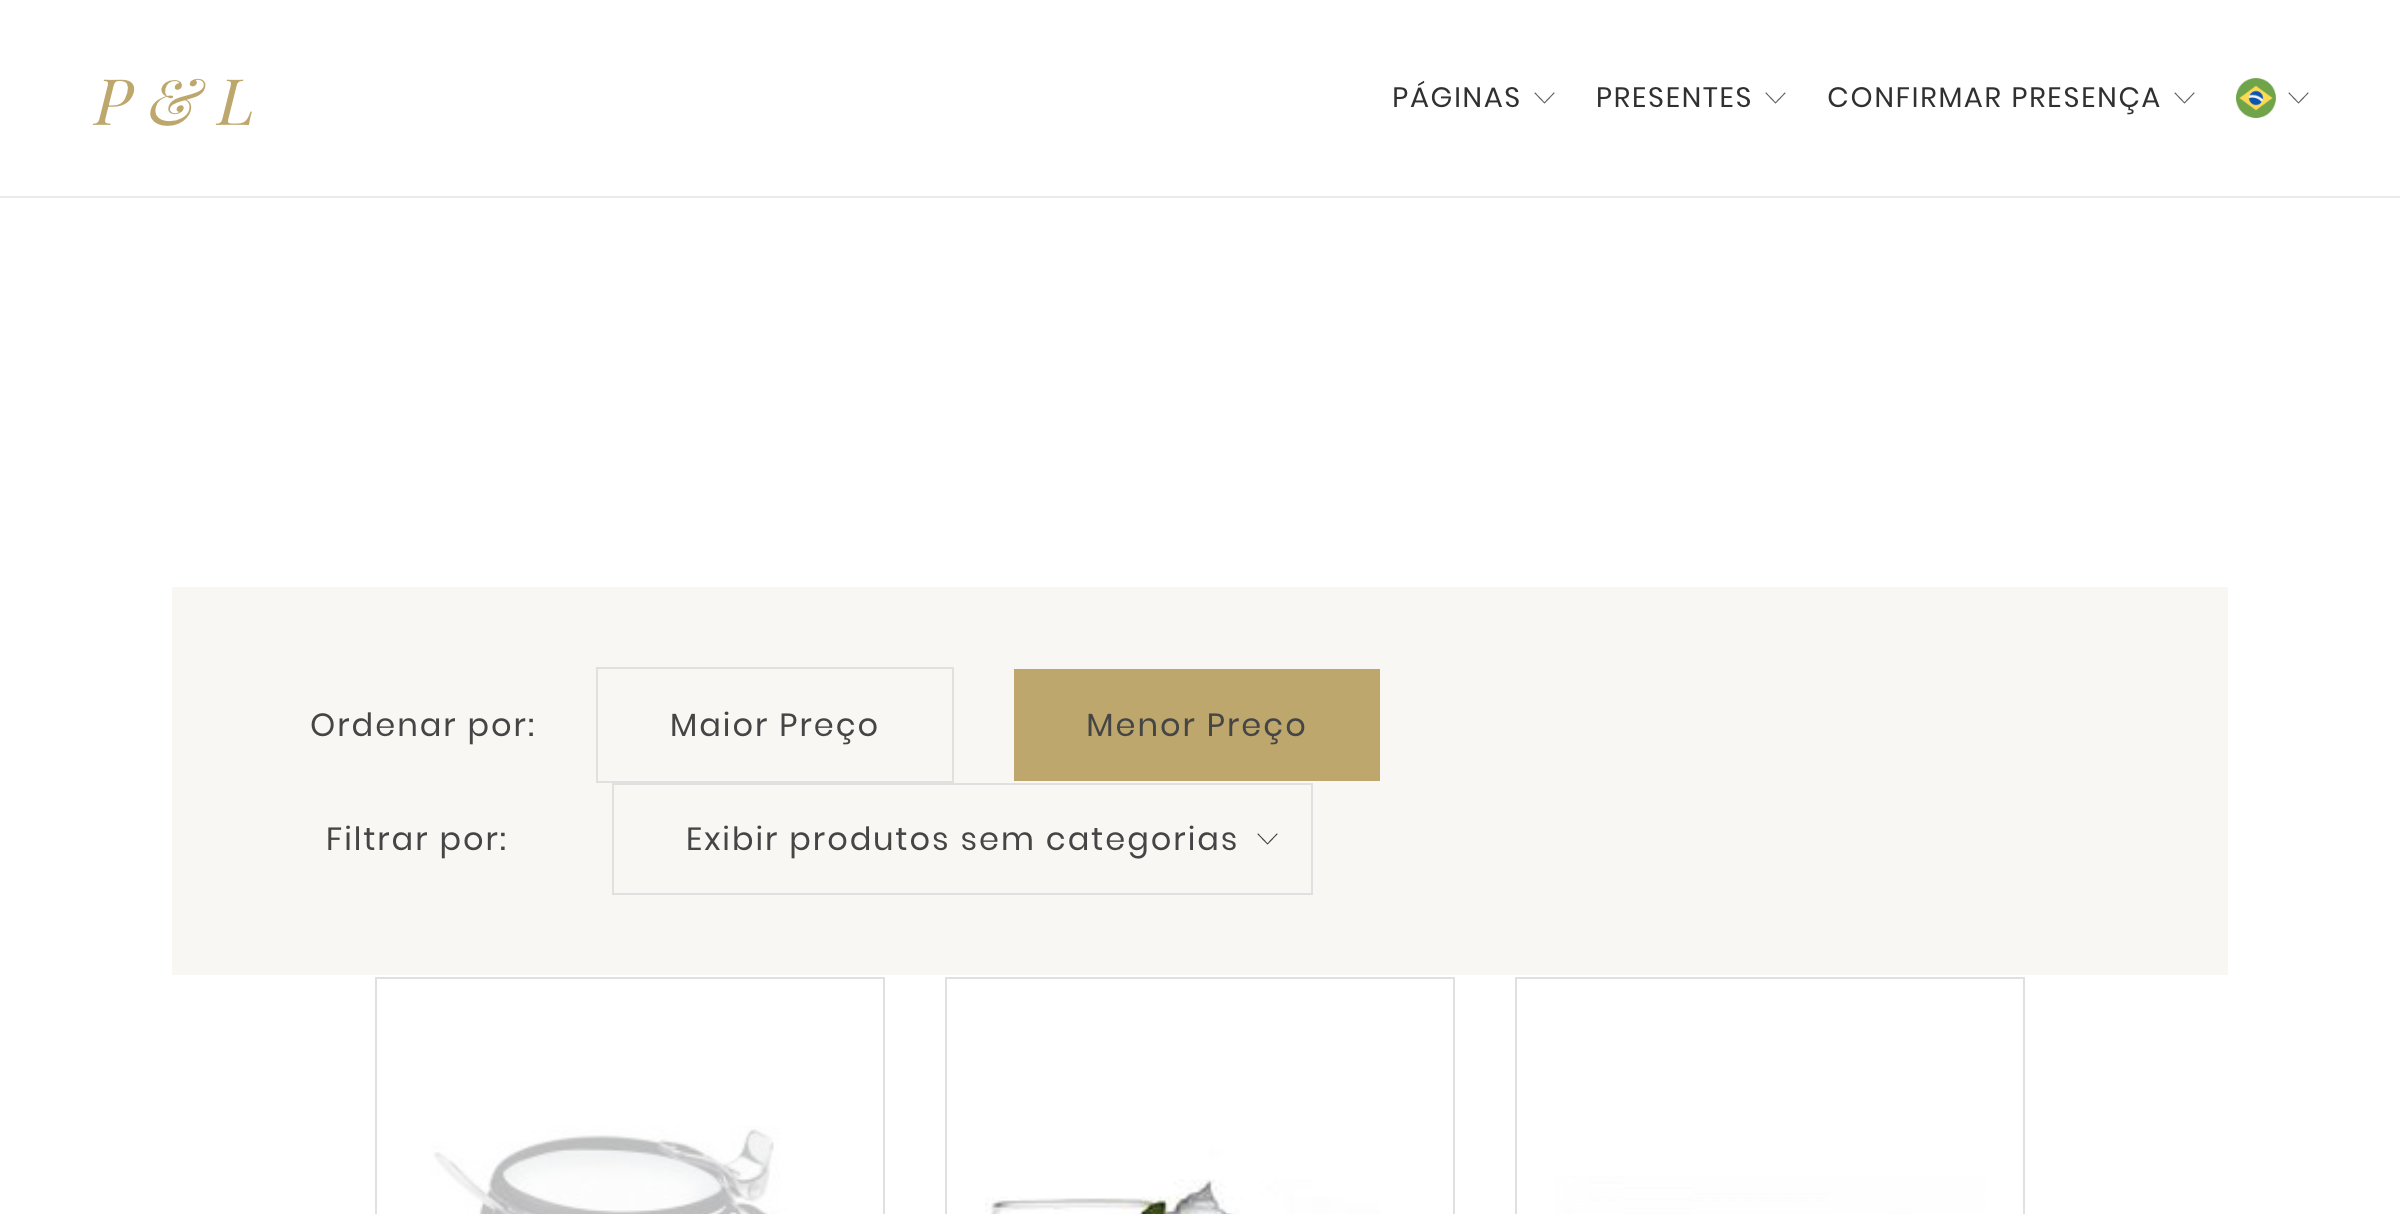 P & L
PÁGINAS
PRESENTES
CONFIRMAR PRESENÇA
Ordenar por:
Maior Preço
Menor Preço
Filtrar por:
Exibir produtos sem categorias